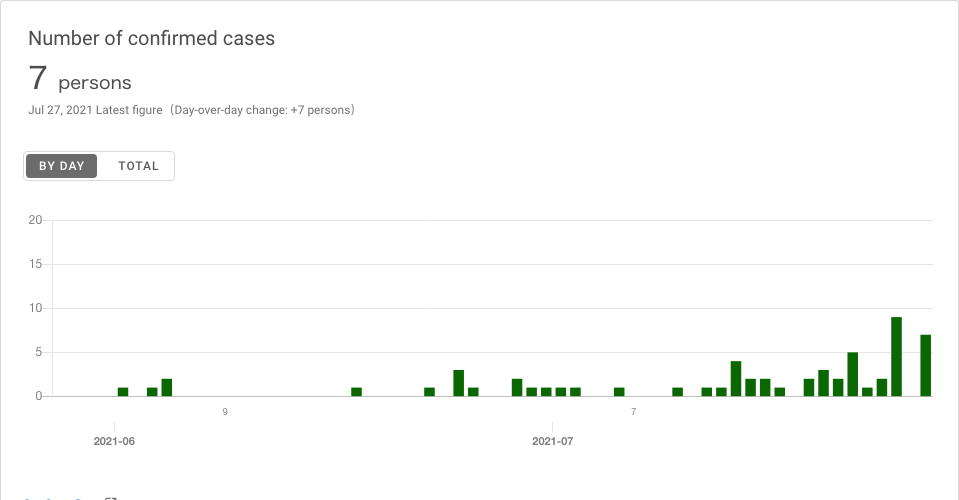 Number of confirmed cases
7 persons
Jul 27, 2021 Latest figure（Day-over-day change: +7 persons）
BY DAY TOTAL
20
15
10
5
0
9 7
2021-06 2021-07